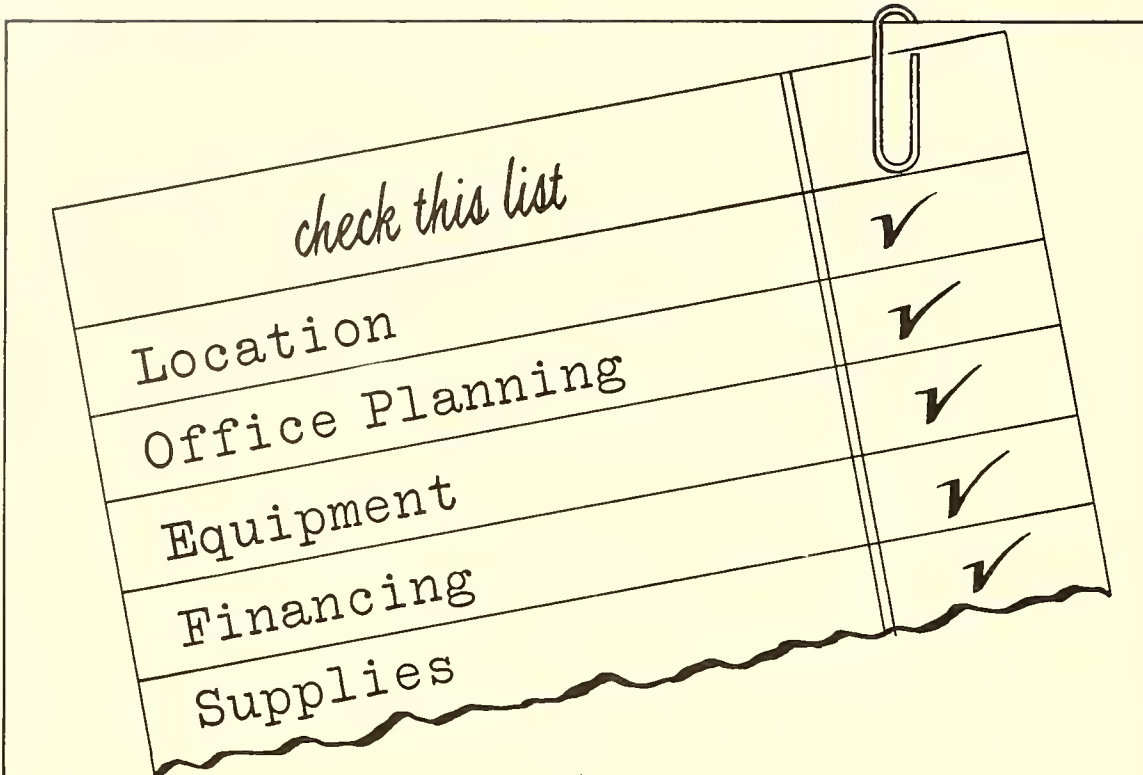 check this list
Location ✓
Office Planning ✓
Equipment ✓
Financing ✓
Supplies ✓